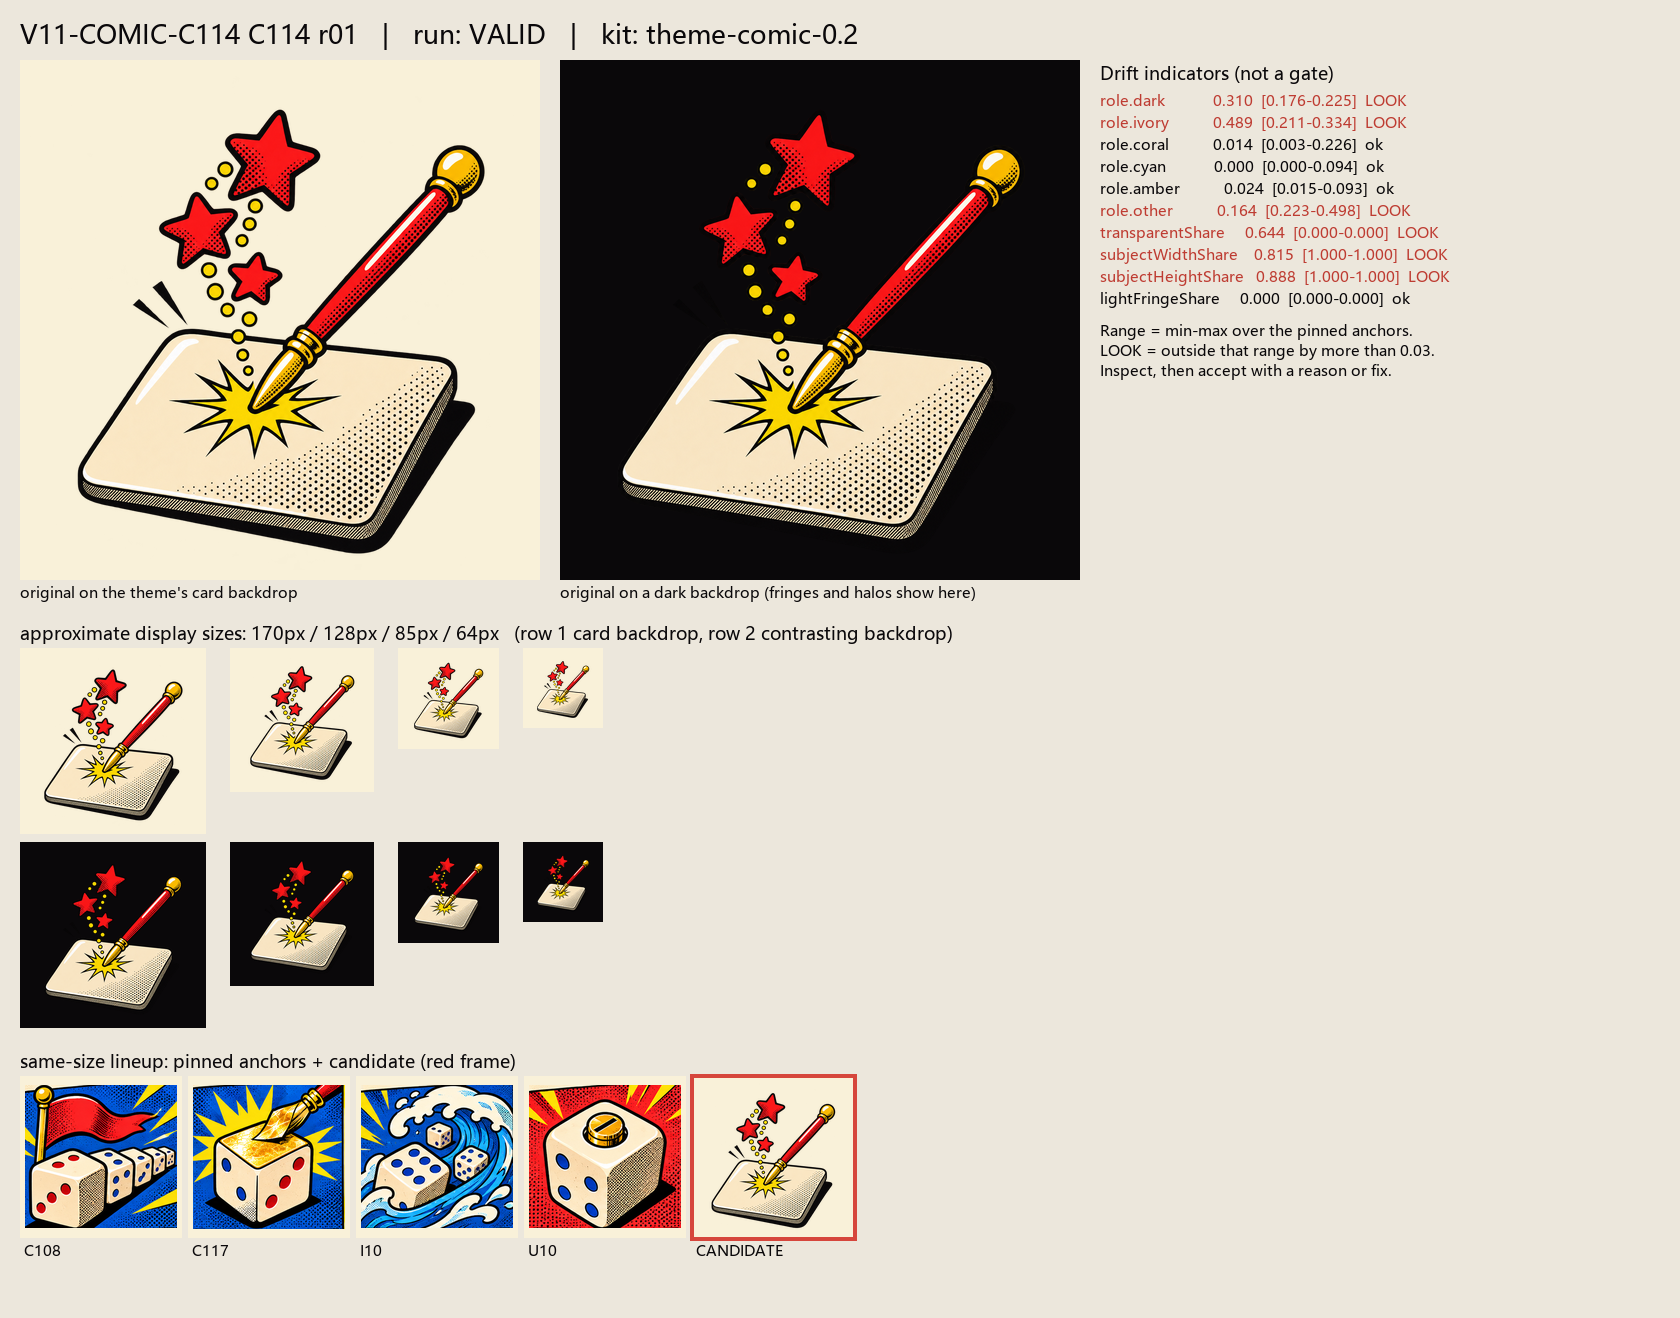 V11-COMIC-C114 C114 r01 | run: VALID | kit: theme-comic-0.2
Drift indicators (not a gate)
role.dark 0.310 [0.176-0.225] LOOK
role.ivory 0.489 [0.211-0.334] LOOK
role.coral 0.014 [0.003-0.226] ok
role.cyan 0.000 [0.000-0.094] ok
role.amber 0.024 [0.015-0.093] ok
role.other 0.164 [0.223-0.498] LOOK
transparentShare 0.644 [0.000-0.000] LOOK
subjectWidthShare 0.815 [1.000-1.000] LOOK
subjectHeightShare 0.888 [1.000-1.000] LOOK
lightFringeShare 0.000 [0.000-0.000] ok
Range = min-max over the pinned anchors.
LOOK = outside that range by more than 0.03.
Inspect, then accept with a reason or fix.
original on the theme's card backdrop
original on a dark backdrop (fringes and halos show here)
approximate display sizes: 170px / 128px / 85px / 64px (row 1 card backdrop, row 2 contrasting backdrop)
same-size lineup: pinned anchors + candidate (red frame)
C108
C117
I10
U10
CANDIDATE